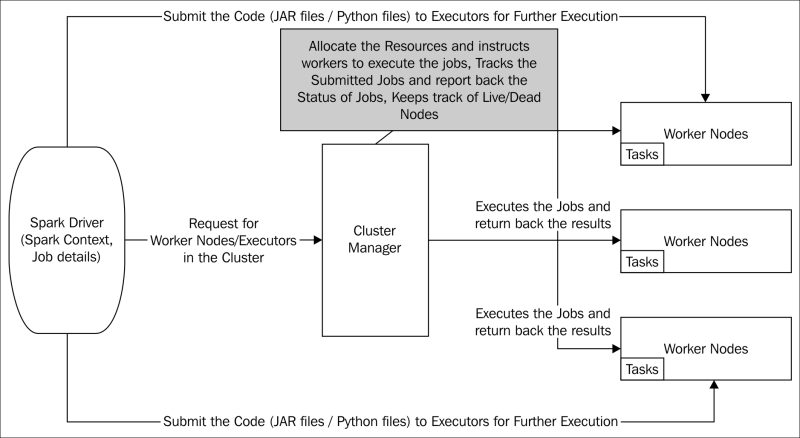 Submit the Code (JAR files / Python files) to Executors for Further Execution
Allocate the Resources and instructs
workers to execute the jobs, Tracks the
Submitted Jobs and report back the
Status of Jobs, Keeps track of Live/Dead
Nodes
Worker Nodes
Tasks
Spark Driver
(Spark Context,
Job details)
Request for
Worker Nodes/Executors
in the Cluster
Cluster
Manager
Executes the Jobs and
return back the results
Worker Nodes
Tasks
Executes the Jobs and
return back the results
Worker Nodes
Tasks
Submit the Code (JAR files / Python files) to Executors for Further Execution